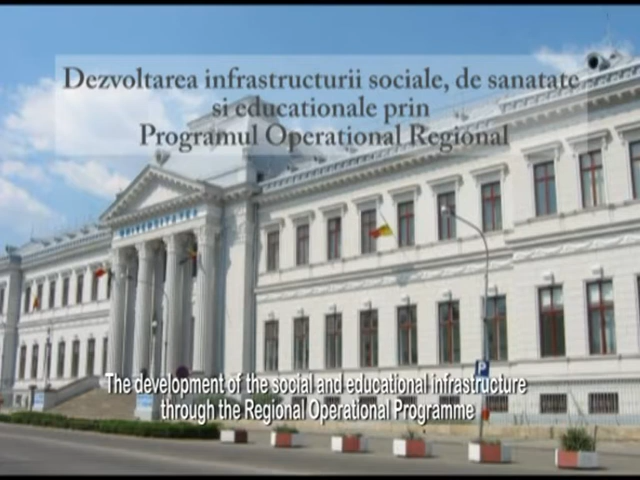 Dezvoltarea infrastructurii sociale, de sanatate
si educationale prin
Programul Operational Regional
P
The development of the social and educational infrastructure
through the Regional Operational Programme